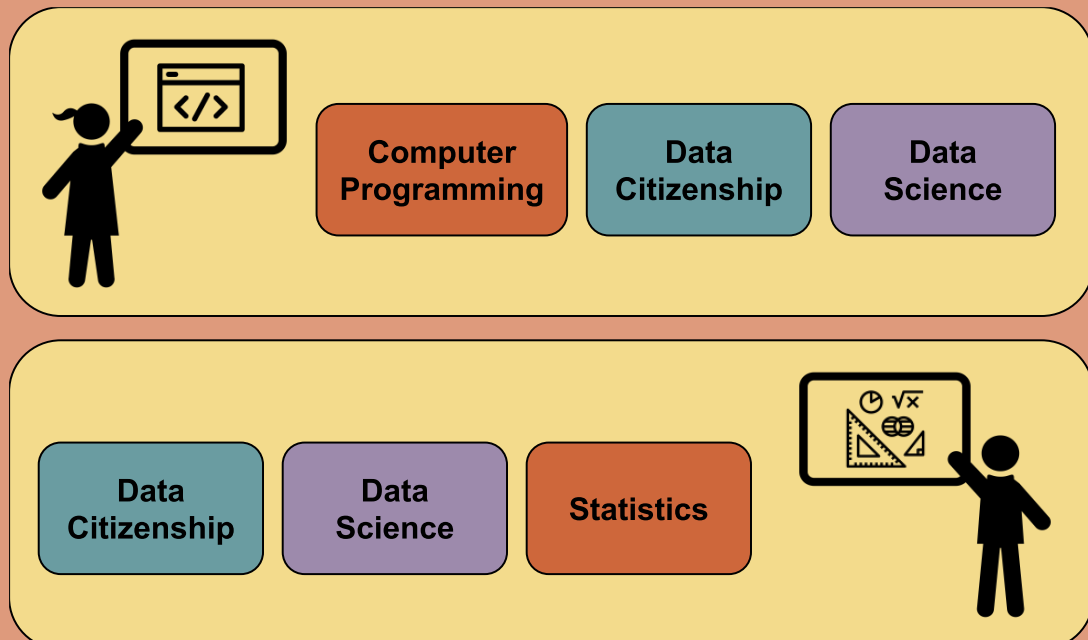 </>
Computer
Programming
Data
Citizenship
Data
Science
√x
Data
Citizenship
Data
Science
Statistics